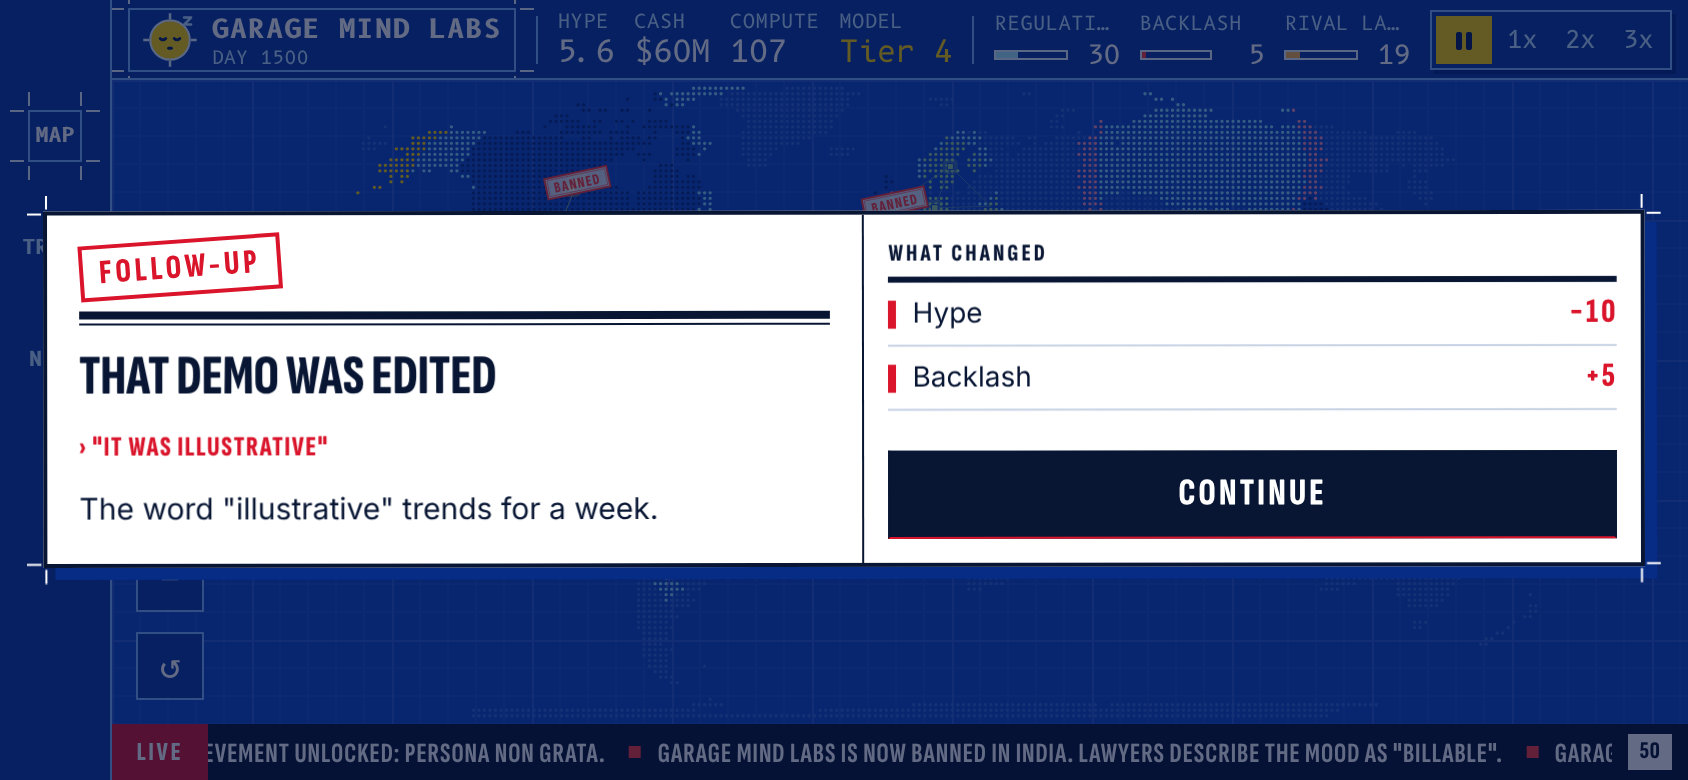 GARAGE MIND LABS
DAY 1500
HYPE
5.6
CASH
$60M
COMPUTE
107
MODEL
Tier 4
REGULATI…
30
BACKLASH
5
RIVAL LA…
19
1x 2x 3x
MAP
BANNED
BANNED
TR
N
FOLLOW-UP
THAT DEMO WAS EDITED
› "IT WAS ILLUSTRATIVE"
The word "illustrative" trends for a week.
WHAT CHANGED
Hype -10
Backlash +5
CONTINUE
LIVE EVEMENT UNLOCKED: PERSONA NON GRATA. ■ GARAGE MIND LABS IS NOW BANNED IN INDIA. LAWYERS DESCRIBE THE MOOD AS "BILLABLE". ■ GARAG 50